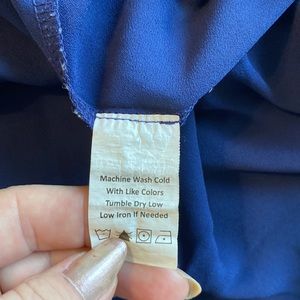 Machine Wash Cold
With Like Colors
Tumble Dry Low
Low Iron If Needed